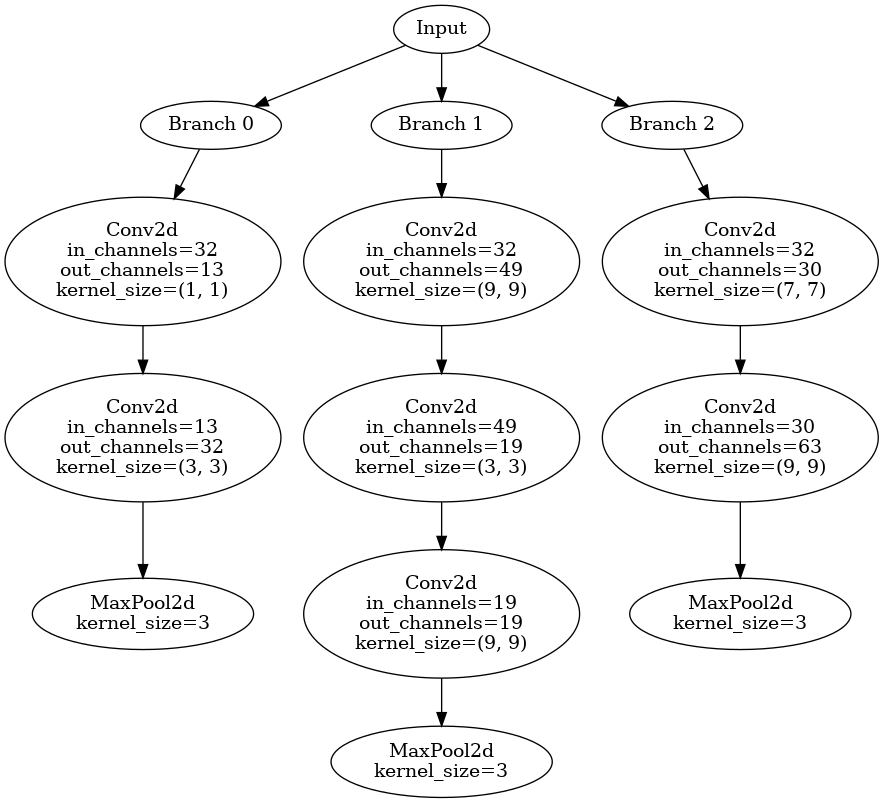 Input
Branch 0
Branch 1
Branch 2
Conv2d
in_channels=32
out_channels=13
kernel_size=(1, 1)
Conv2d
in_channels=32
out_channels=49
kernel_size=(9, 9)
Conv2d
in_channels=32
out_channels=30
kernel_size=(7, 7)
Conv2d
in_channels=13
out_channels=32
kernel_size=(3, 3)
Conv2d
in_channels=49
out_channels=19
kernel_size=(3, 3)
Conv2d
in_channels=30
out_channels=63
kernel_size=(9, 9)
MaxPool2d
kernel_size=3
Conv2d
in_channels=19
out_channels=19
kernel_size=(9, 9)
MaxPool2d
kernel_size=3
MaxPool2d
kernel_size=3